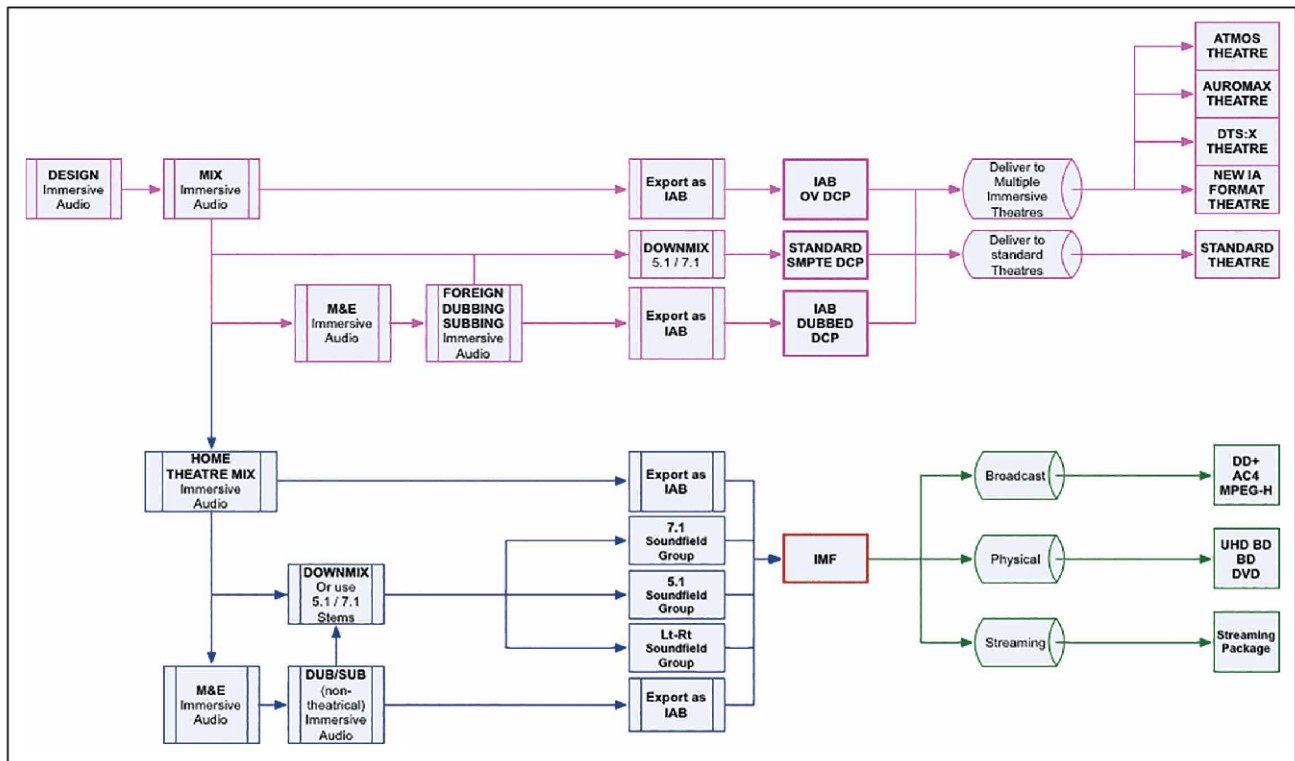 ATMOS
THEATRE
AUROMAX
THEATRE
DTS:X
THEATRE
NEW IA
FORMAT
THEATRE
DESIGN
Immersive
Audio
MIX
Immersive
Audio
Export as
IAB
IAB
OV DCP
Deliver to
Multiple
Immersive
Theatres
DOWNMIX
5.1 / 7.1
STANDARD
SMPTE DCP
Deliver to
standard
Theatres
STANDARD
THEATRE
M&E
Immersive
Audio
FOREIGN
DUBBING
SUBBING
Immersive
Audio
Export as
IAB
IAB
DUBBED
DCP
HOME
THEATRE MIX
Immersive
Audio
Export as
IAB
Broadcast
DD+
AC4
MPEG-H
7.1
Soundfield
Group
DOWNMIX
Or use
5.1 / 7.1
Stems
5.1
Soundfield
Group
IMF
Physical
UHD BD
BD
DVD
Lt-Rt
Soundfield
Group
Streaming
Streaming
Package
M&E
Immersive
Audio
DUB/SUB
(non-
theatrical)
Immersive
Audio
Export as
IAB